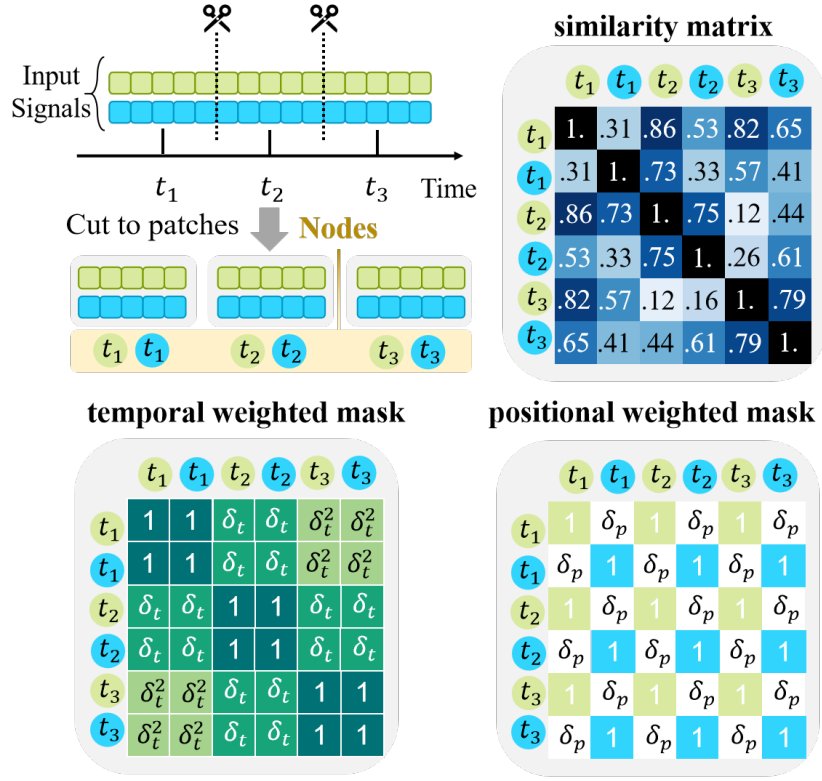 similarity matrix
Input
Signals
t₁ t₂ t₃ Time
Cut to patches
Nodes
t₁ t₁ t₂ t₂ t₃ t₃
t₁ t₁ t₂ t₂ t₃ t₃
t₁ 1. .31 .86 .53 .82 .65
t₁ .31 1. .73 .33 .57 .41
t₂ .86 .73 1. .75 .12 .44
t₂ .53 .33 .75 1. .26 .61
t₃ .82 .57 .12 .16 1. .79
t₃ .65 .41 .44 .61 .79 1.
temporal weighted mask
t₁ t₁ t₂ t₂ t₃ t₃
t₁ 1 1 δₜ δₜ δₜ² δₜ²
t₁ 1 1 δₜ δₜ δₜ² δₜ²
t₂ δₜ δₜ 1 1 δₜ δₜ
t₂ δₜ δₜ 1 1 δₜ δₜ
t₃ δₜ² δₜ² δₜ δₜ 1 1
t₃ δₜ² δₜ² δₜ δₜ 1 1
positional weighted mask
t₁ t₁ t₂ t₂ t₃ t₃
t₁ 1 δₚ 1 δₚ 1 δₚ
t₁ δₚ 1 δₚ 1 δₚ 1
t₂ 1 δₚ 1 δₚ 1 δₚ
t₂ δₚ 1 δₚ 1 δₚ 1
t₃ 1 δₚ 1 δₚ 1 δₚ
t₃ δₚ 1 δₚ 1 δₚ 1